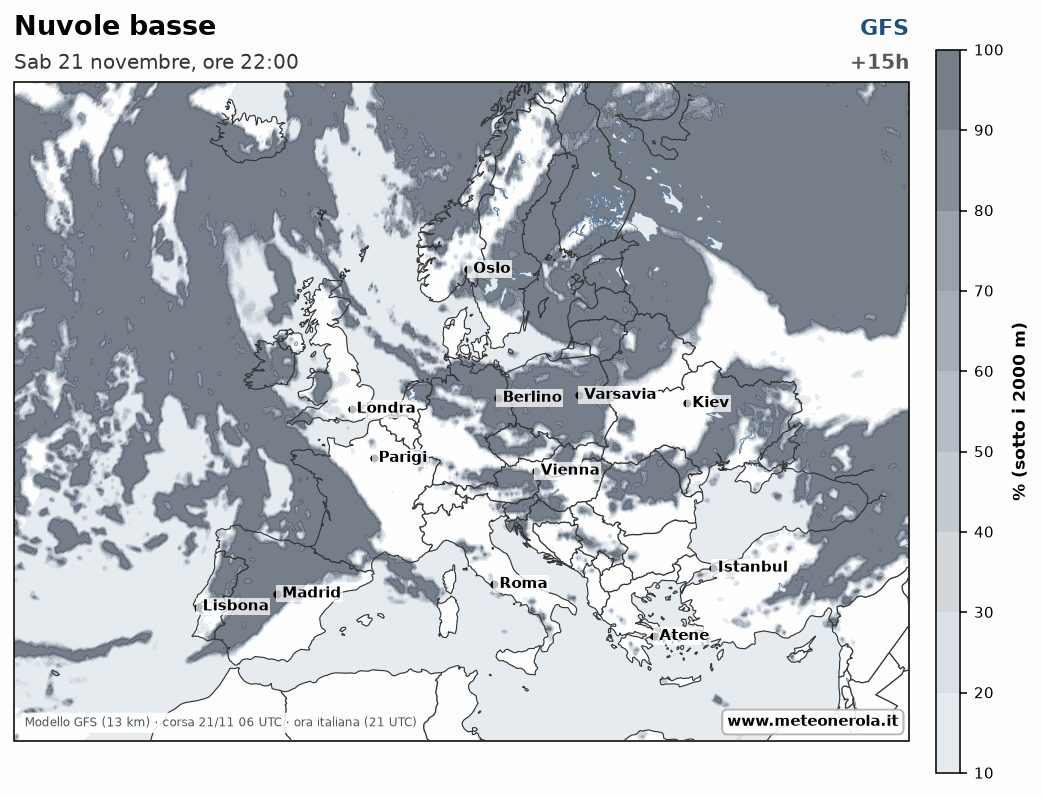 Nuvole basse
GFS
Sab 21 novembre, ore 22:00
+15h
100
90
80
70
60
50
40
30
20
10
% (sotto i 2000 m)
Oslo
Londra
Berlino
Varsavia
Kiev
Parigi
Vienna
Istanbul
Roma
Madrid
Lisbona
Atene
Modello GFS (13 km) · corsa 21/11 06 UTC · ora italiana (21 UTC)
www.meteonerola.it